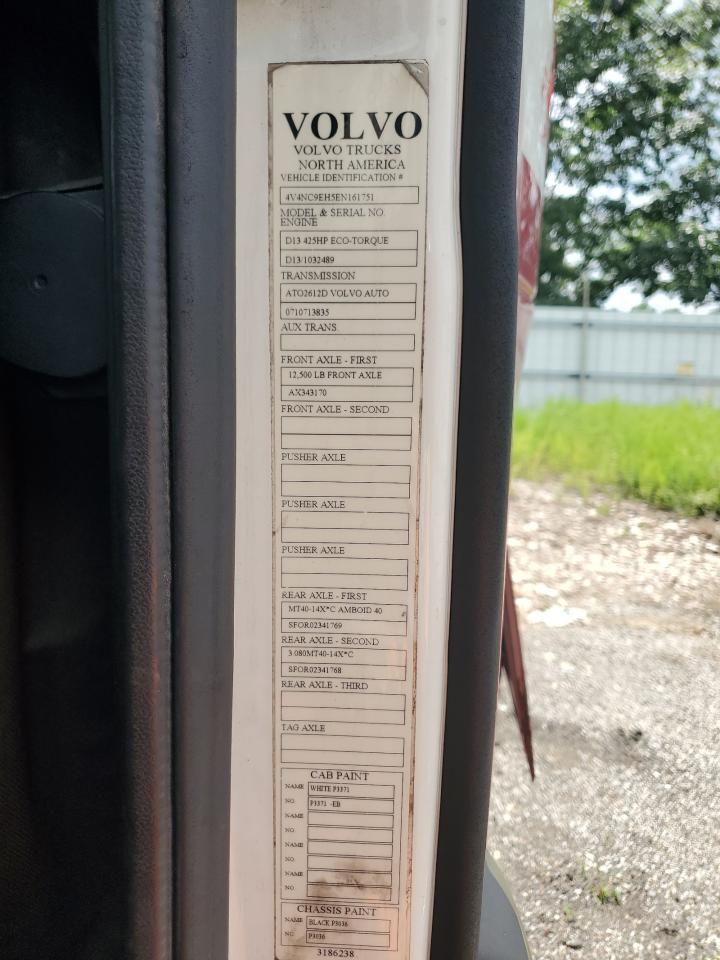 VOLVO
VOLVO TRUCKS
NORTH AMERICA
VEHICLE IDENTIFICATION #
4V4NC9EH5EN161751
MODEL & SERIAL NO.
ENGINE
D13 425HP ECO-TORQUE
D13/1032489
TRANSMISSION
ATO2612D VOLVO AUTO
0710713835
AUX TRANS.
FRONT AXLE - FIRST
12,500 LB FRONT AXLE
AX343170
FRONT AXLE - SECOND
PUSHER AXLE
PUSHER AXLE
PUSHER AXLE
REAR AXLE - FIRST
MT40-14X*C AMBOID 40
SFOR02341769
REAR AXLE - SECOND
3.080MT40-14X*C
SFOR02341768
REAR AXLE - THIRD
TAG AXLE
CAB PAINT
NAME WHITE P3371
NO. P3371 -EB
NAME
NO.
NAME
NO.
NAME
NO.
CHASSIS PAINT
NAME BLACK P3036
NO. P3036
3186238